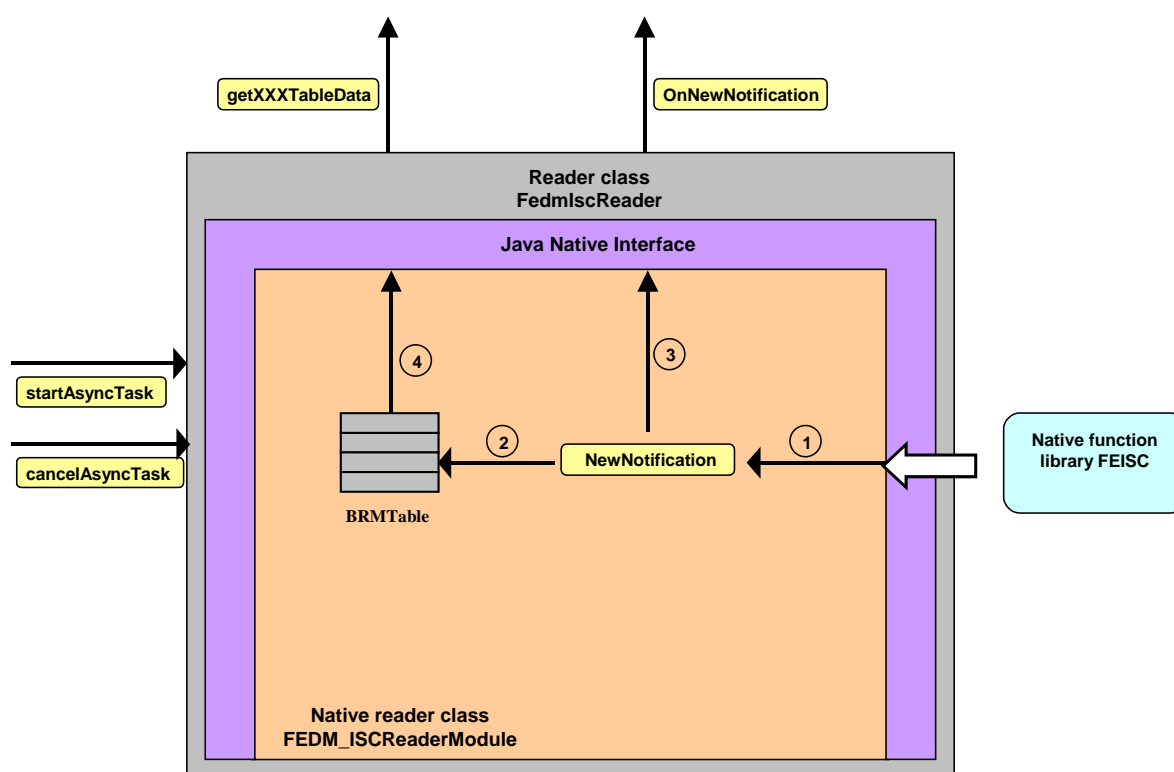 getXXXTableData
OnNewNotification
Reader class
FedmIscReader
Java Native Interface
4
3
startAsyncTask
2
1
Native function
library FEISC
NewNotification
cancelAsyncTask
BRMTable
Native reader class
FEDM_ISCReaderModule